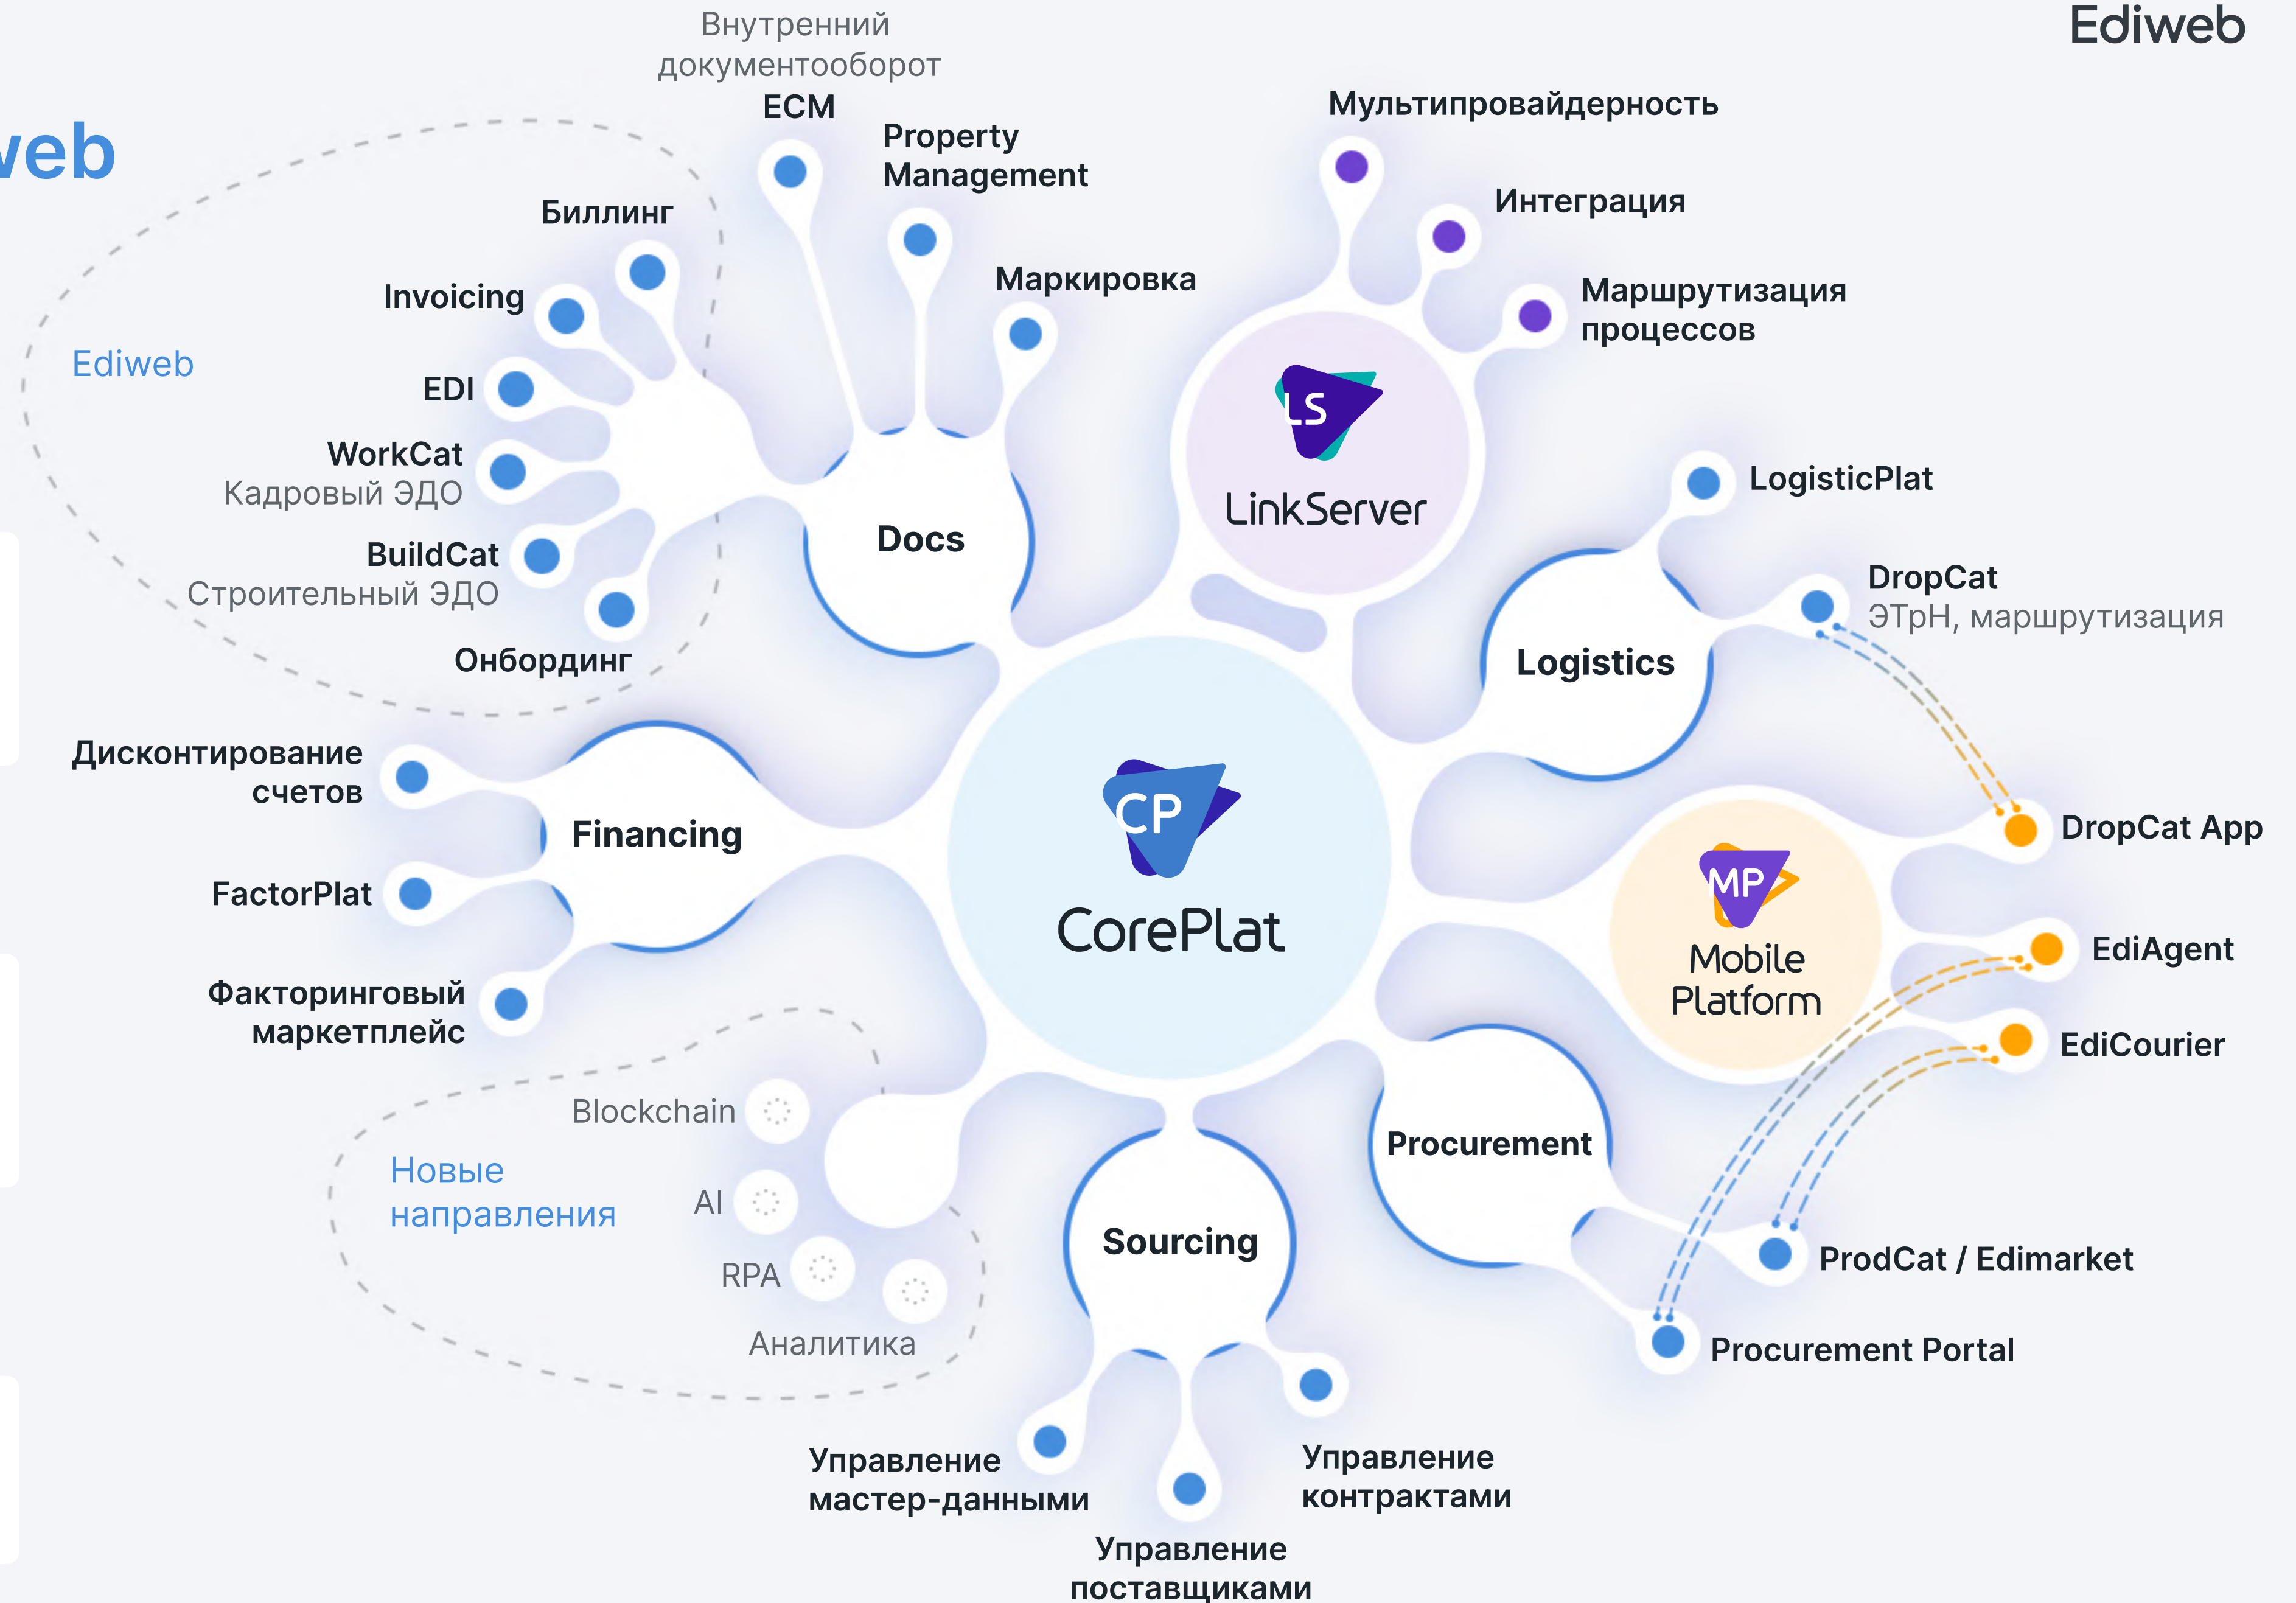 Внутренний
документооборот
ECM
Ediweb
web
Property
Management
Мультипровайдерность
Биллинг
Интеграция
Invoicing
Маркировка
Маршрутизация
процессов
Ediweb
EDI
LS
LinkServer
WorkCat
Кадровый ЭДО
LogisticPlat
BuildCat
Строительный ЭДО
Docs
DropCat
ЭТрН, маршрутизация
Онбординг
Logistics
Дисконтирование
счетов
Financing
CP
CorePlat
DropCat App
FactorPlat
MP
Mobile
Platform
EdiAgent
Факторинговый
маркетплейс
EdiCourier
Blockchain
Новые
направления
AI
RPA
Аналитика
Procurement
Sourcing
ProdCat / Edimarket
Procurement Portal
Управление
мастер-данными
Управление
контрактами
Управление
поставщиками